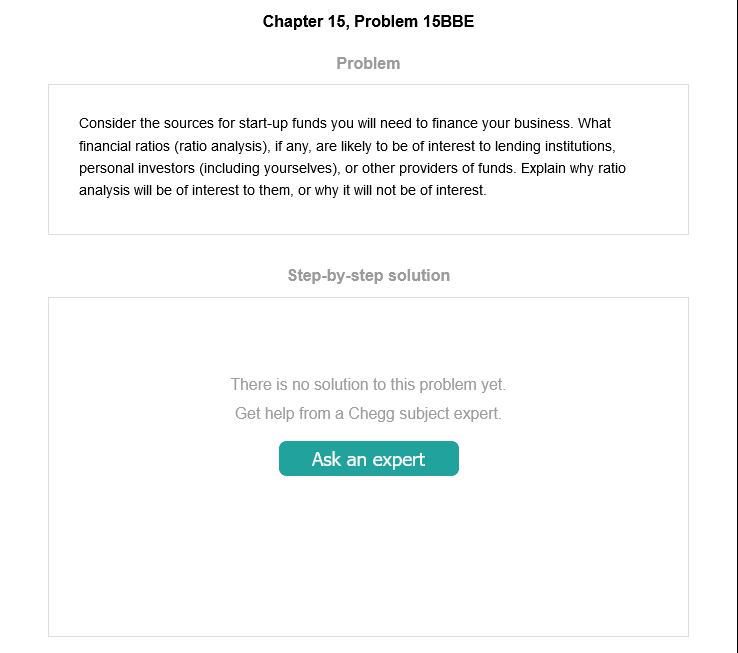 Chapter 15, Problem 15BBE
Problem
Consider the sources for start-up funds you will need to finance your business. What
financial ratios (ratio analysis), if any, are likely to be of interest to lending institutions,
personal investors (including yourselves), or other providers of funds. Explain why ratio
analysis will be of interest to them, or why it will not be of interest.
Step-by-step solution
There is no solution to this problem yet.
Get help from a Chegg subject expert.
Ask an expert